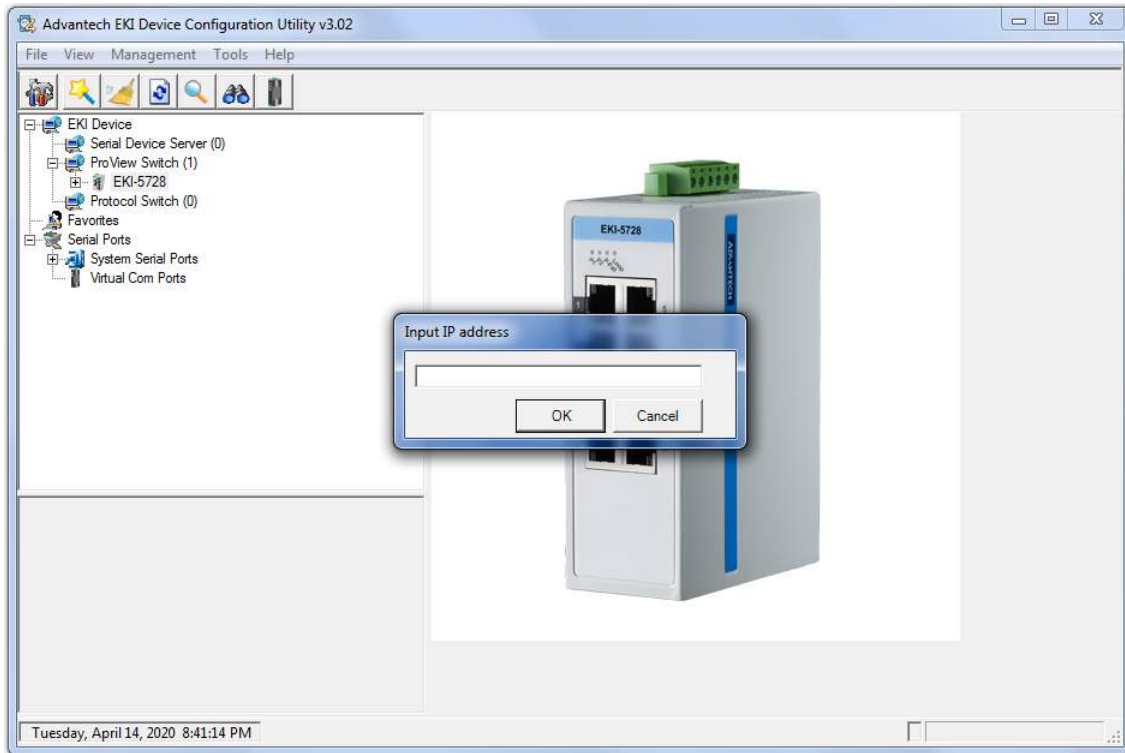 Advantech EKI Device Configuration Utility v3.02
File View Management Tools Help
EKI Device
Serial Device Server (0)
ProView Switch (1)
EKI-5728
Protocol Switch (0)
Favorites
Serial Ports
System Serial Ports
Virtual Com Ports
EKI-5728
ADVANTECH
1
Input IP address
OK Cancel
Tuesday, April 14, 2020 8:41:14 PM